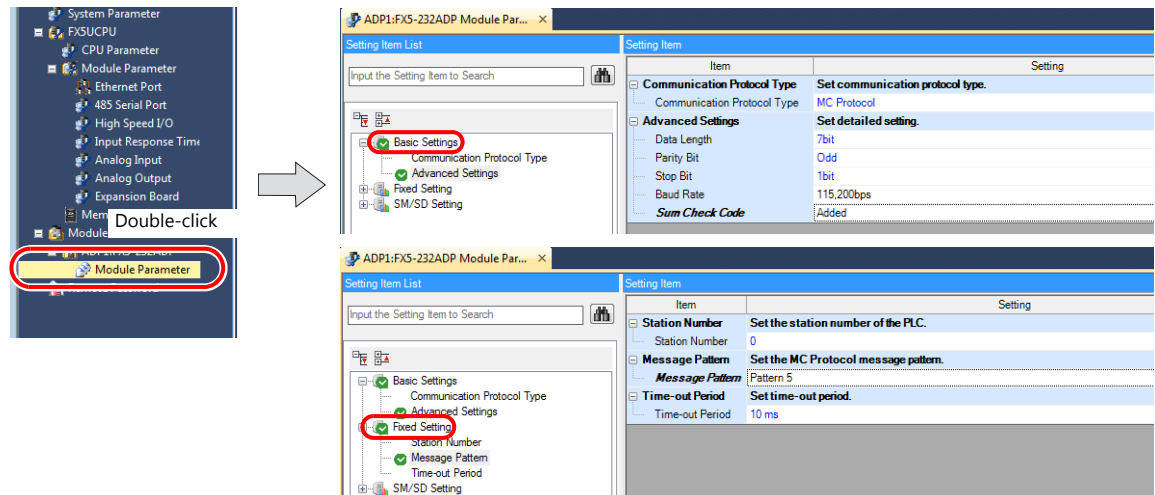 System Parameter
FX5UCPU
CPU Parameter
Module Parameter
Ethernet Port
485 Serial Port
High Speed I/O
Input Response Time
Analog Input
Analog Output
Expansion Board
Mem
Double-click
Module
ADP1:FX5-232ADP
Module Parameter
ADP1:FX5-232ADP Module Par... ×
Setting Item List
Input the Setting Item to Search
Basic Settings
Communication Protocol Type
Advanced Settings
Fixed Setting
SM/SD Setting
Setting Item
Item Setting
Communication Protocol Type Set communication protocol type.
Communication Protocol Type MC Protocol
Advanced Settings Set detailed setting.
Data Length 7bit
Parity Bit Odd
Stop Bit 1bit
Baud Rate 115,200bps
Sum Check Code Added
ADP1:FX5-232ADP Module Par... ×
Setting Item List
Input the Setting Item to Search
Basic Settings
Communication Protocol Type
Advanced Settings
Fixed Setting
Station Number
Message Pattern
Time-out Period
SM/SD Setting
Setting Item
Item Setting
Station Number Set the station number of the PLC.
Station Number 0
Message Pattern Set the MC Protocol message pattern.
Message Pattern Pattern 5
Time-out Period Set time-out period.
Time-out Period 10 ms